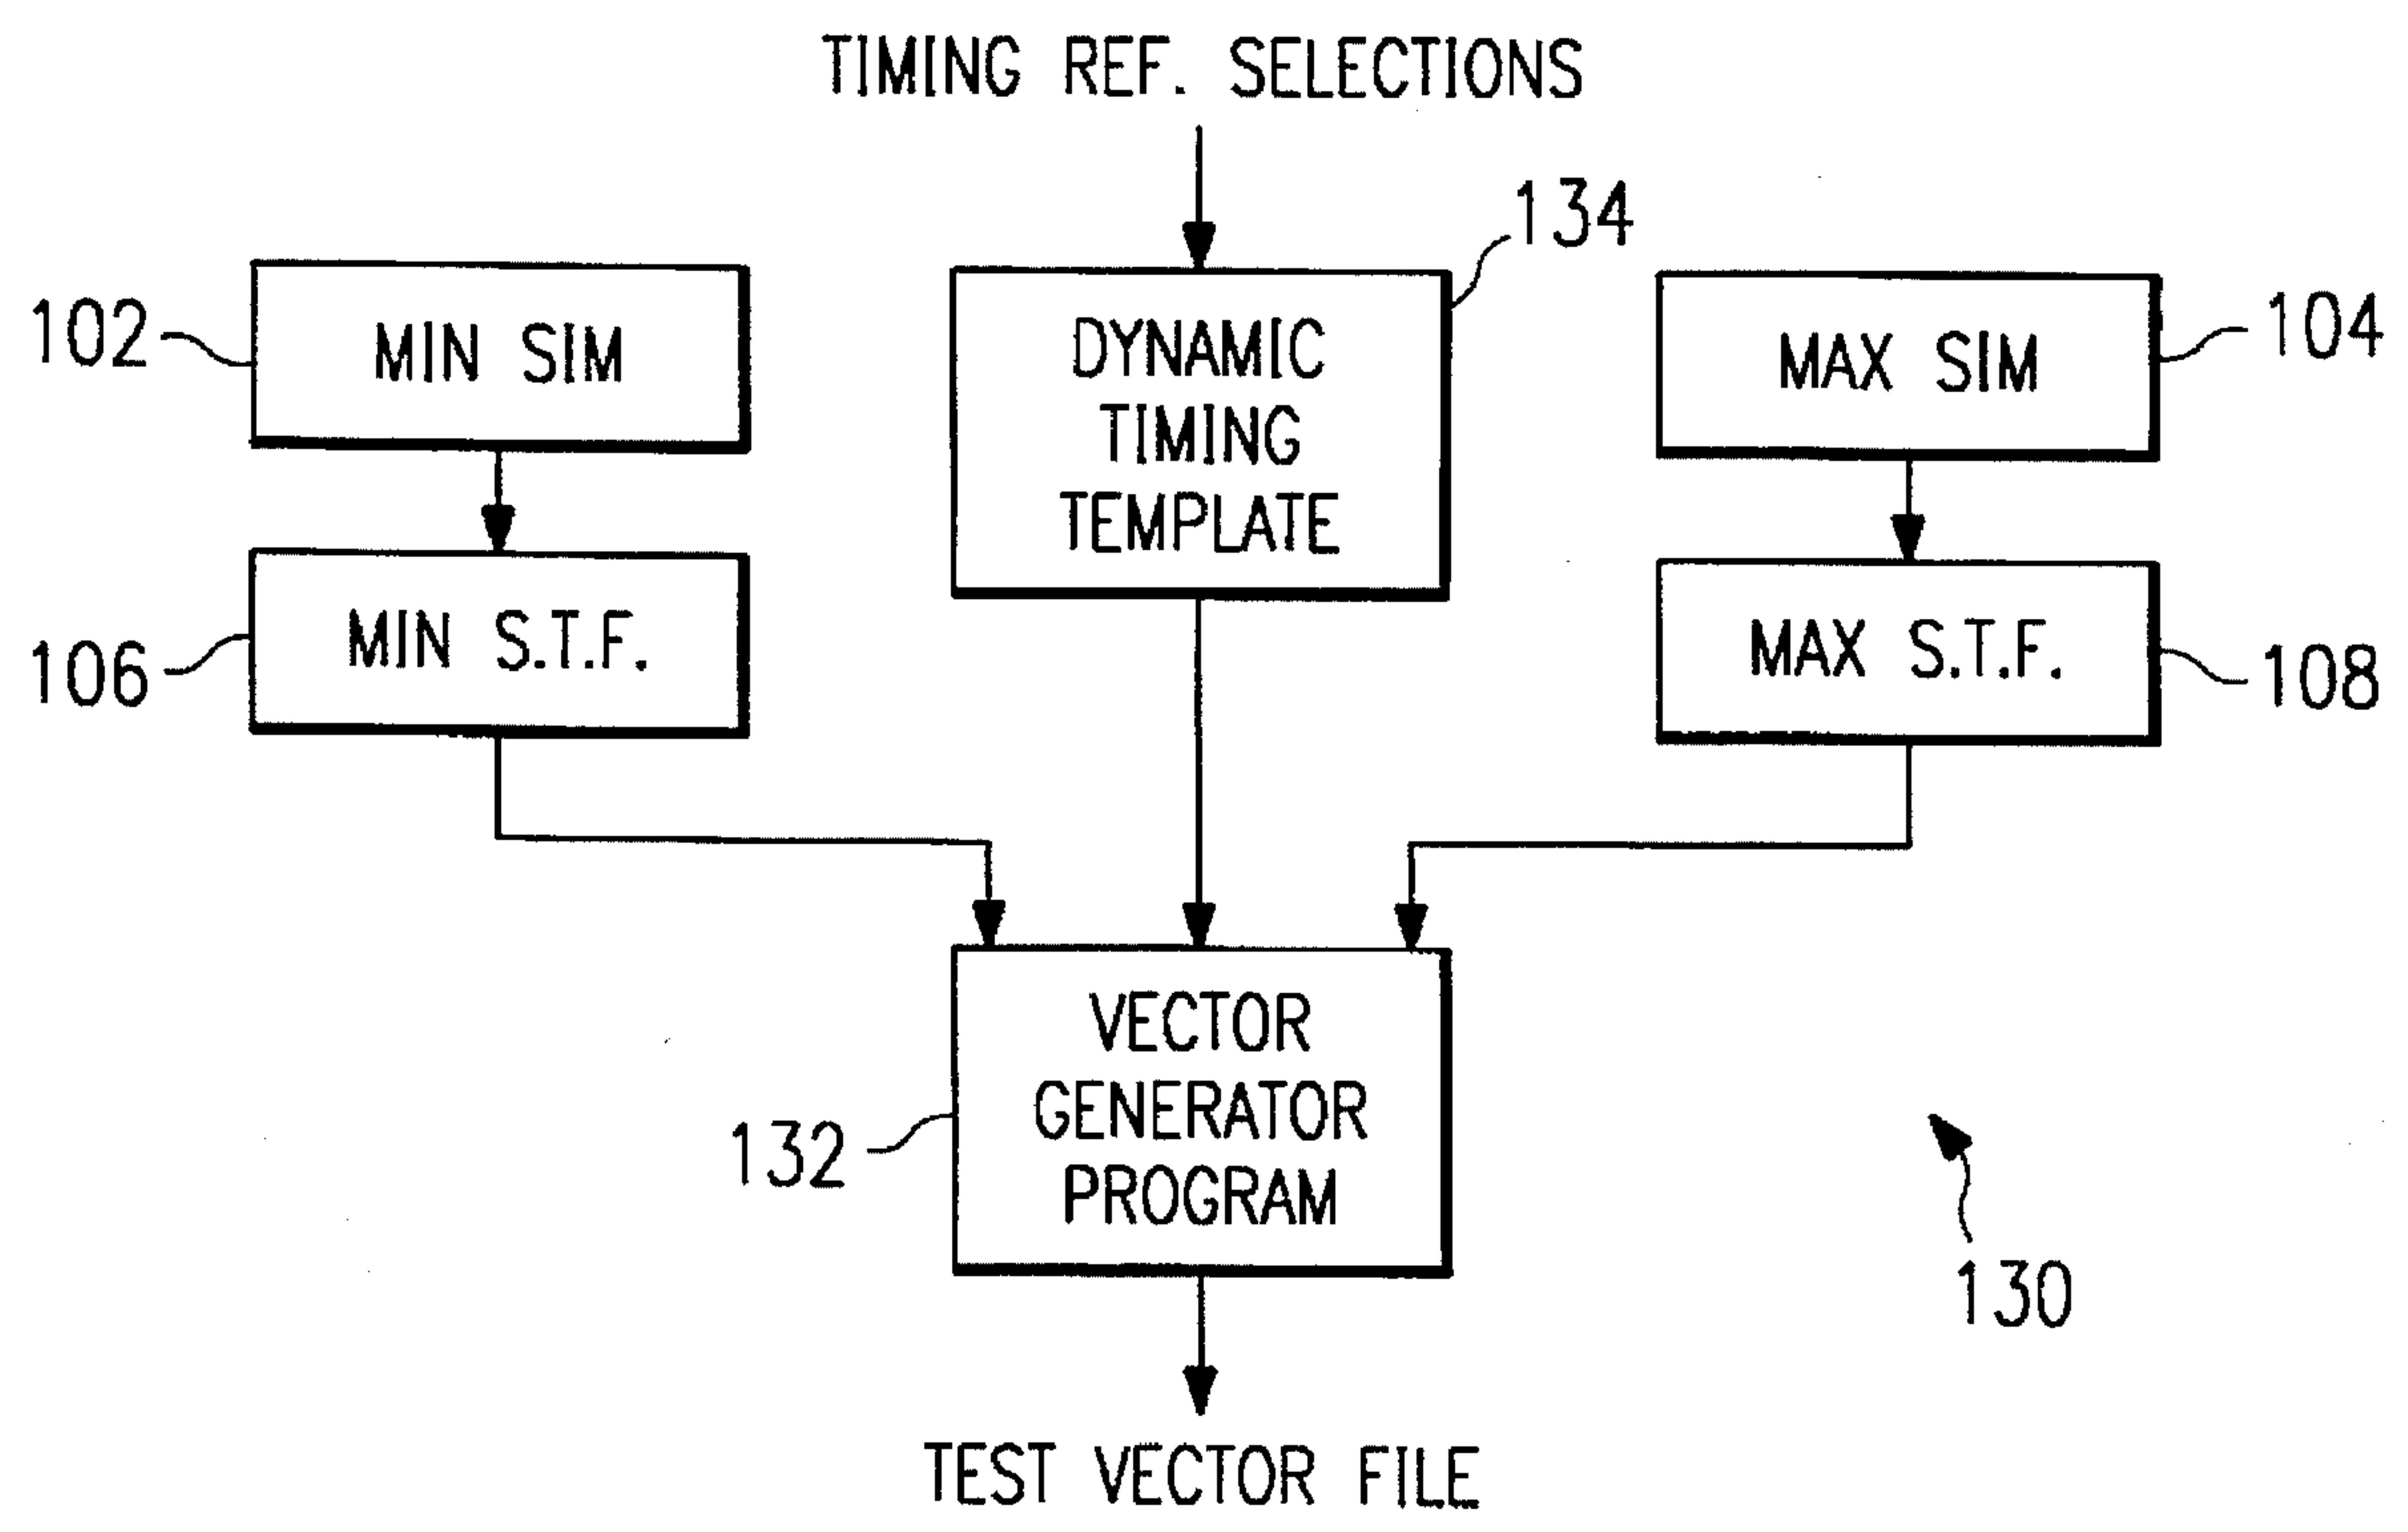 TIMING REF. SELECTIONS
134
102
MIN SIM
DYNAMIC
TIMING
TEMPLATE
MAX SIM
104
106
MIN S.T.F.
MAX S.T.F.
108
132
VECTOR
GENERATOR
PROGRAM
130
TEST VECTOR FILE